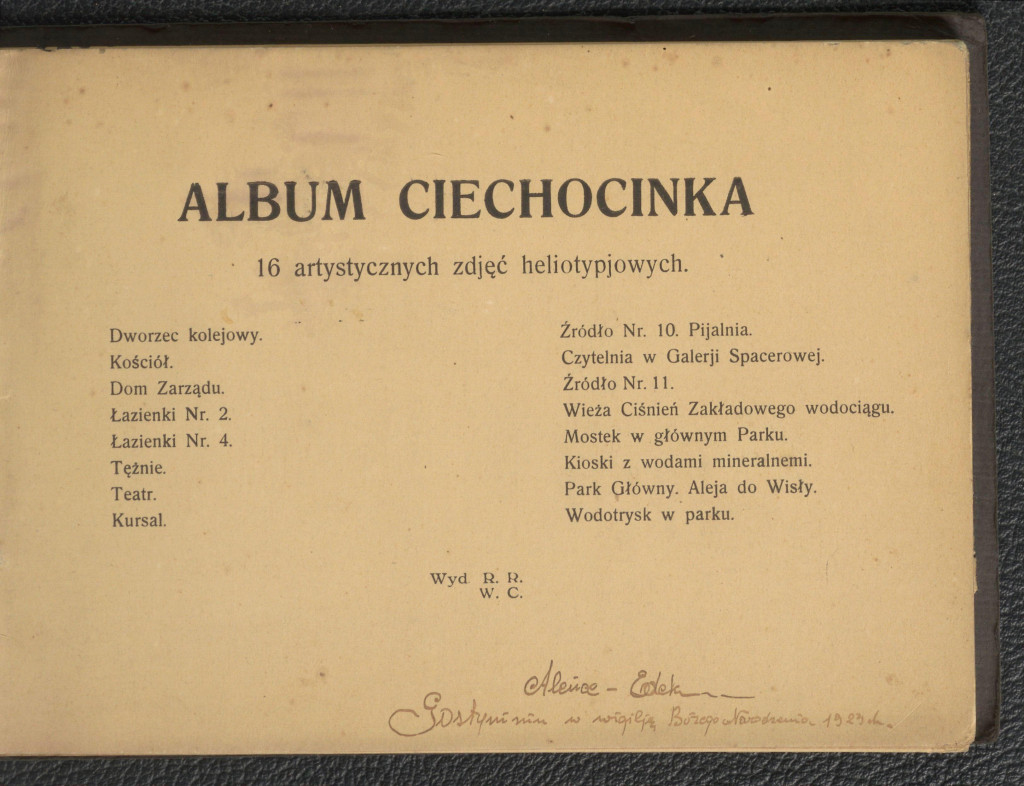 ALBUM CIECHOCINKA
16 artystycznych zdjęć heliotypjowych.
Dworzec kolejowy.
Kościół.
Dom Zarządu.
Łazienki Nr. 2.
Łazienki Nr. 4.
Tężnie.
Teatr.
Kursal.
Źródło Nr. 10. Pijalnia.
Czytelnia w Galerji Spacerowej.
Źródło Nr. 11.
Wieża Ciśnień Zakładowego wodociągu.
Mostek w głównym Parku.
Kioski z wodami mineralnemi.
Park Główny. Aleja do Wisły.
Wodotrysk w parku.
Wyd. R. R.
W. C.
Alence - Edek
Gostynin w wigilję Bożego Narodzenia 1923 r.